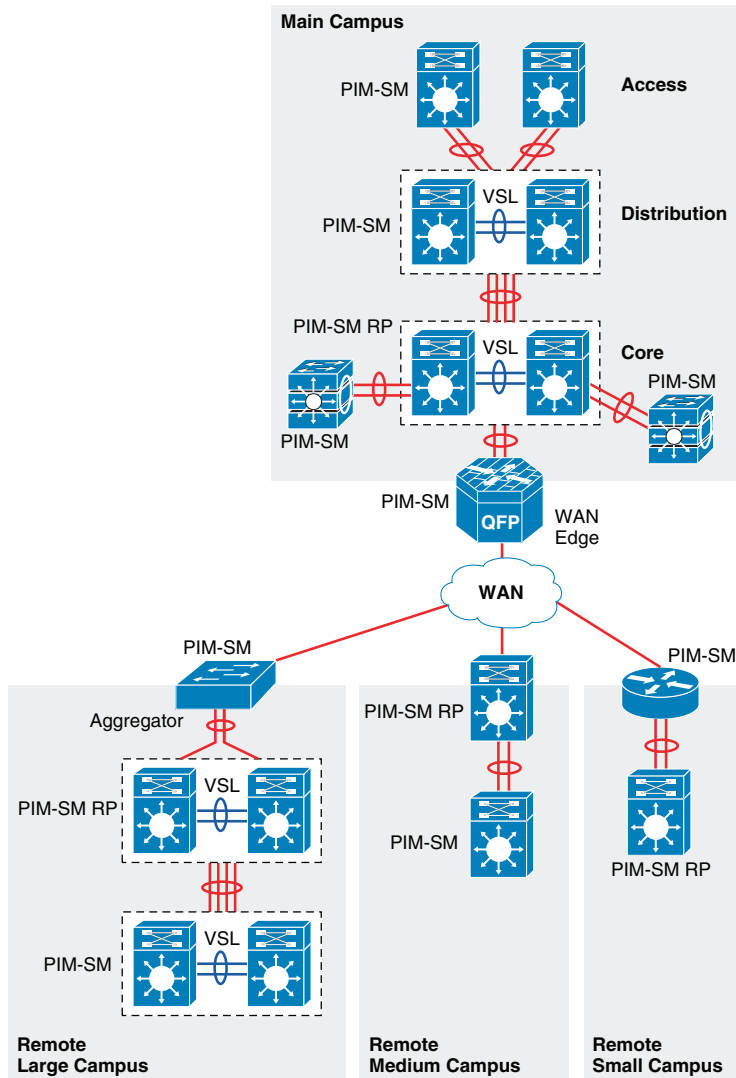 Main Campus
PIM-SM
Access
VSL
PIM-SM
Distribution
PIM-SM RP
VSL
Core
PIM-SM
PIM-SM
PIM-SM
QFP
WAN
Edge
WAN
PIM-SM
Aggregator
PIM-SM RP
VSL
PIM-SM
VSL
Remote
Large Campus
PIM-SM RP
PIM-SM
Remote
Medium Campus
PIM-SM
PIM-SM RP
Remote
Small Campus